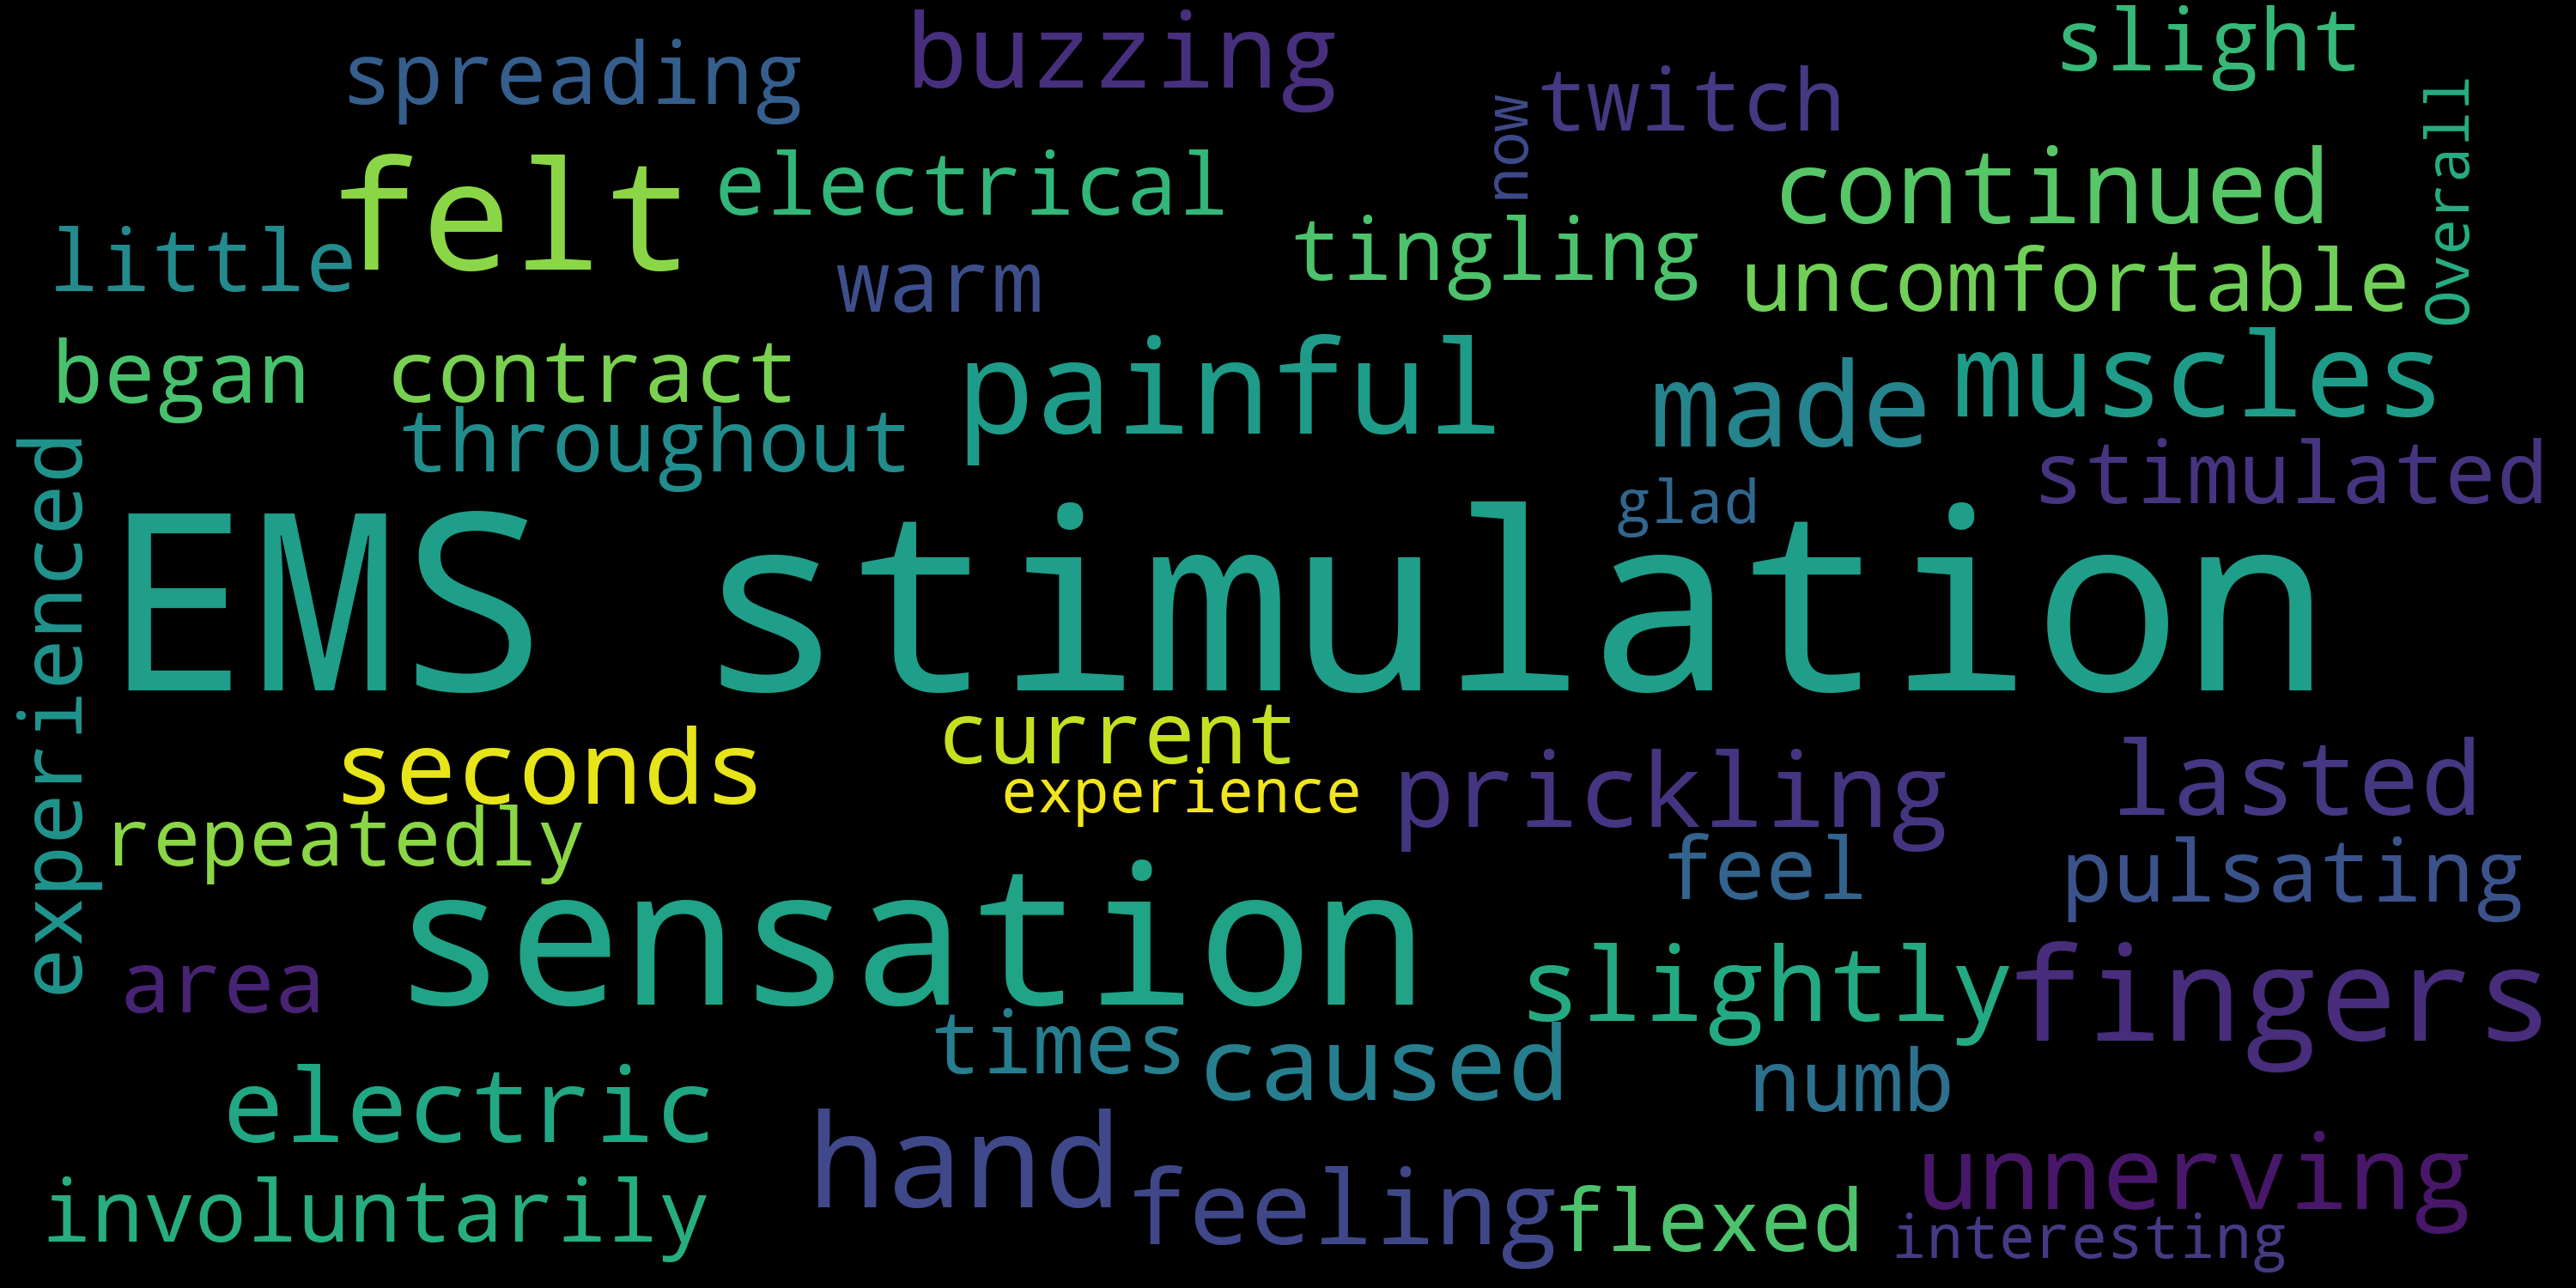 buzzing
slight
spreading
twitch
now
Overall
felt
electrical
continued
little
warm
tingling
uncomfortable
began
contract
painful
made
muscles
throughout
stimulated
glad
experienced
EMS stimulation
seconds
current
experience
prickling
lasted
repeatedly
feel
pulsating
sensation
area
slightly
fingers
times
caused
numb
electric
hand
unnerving
involuntarily
feeling
flexed
interesting